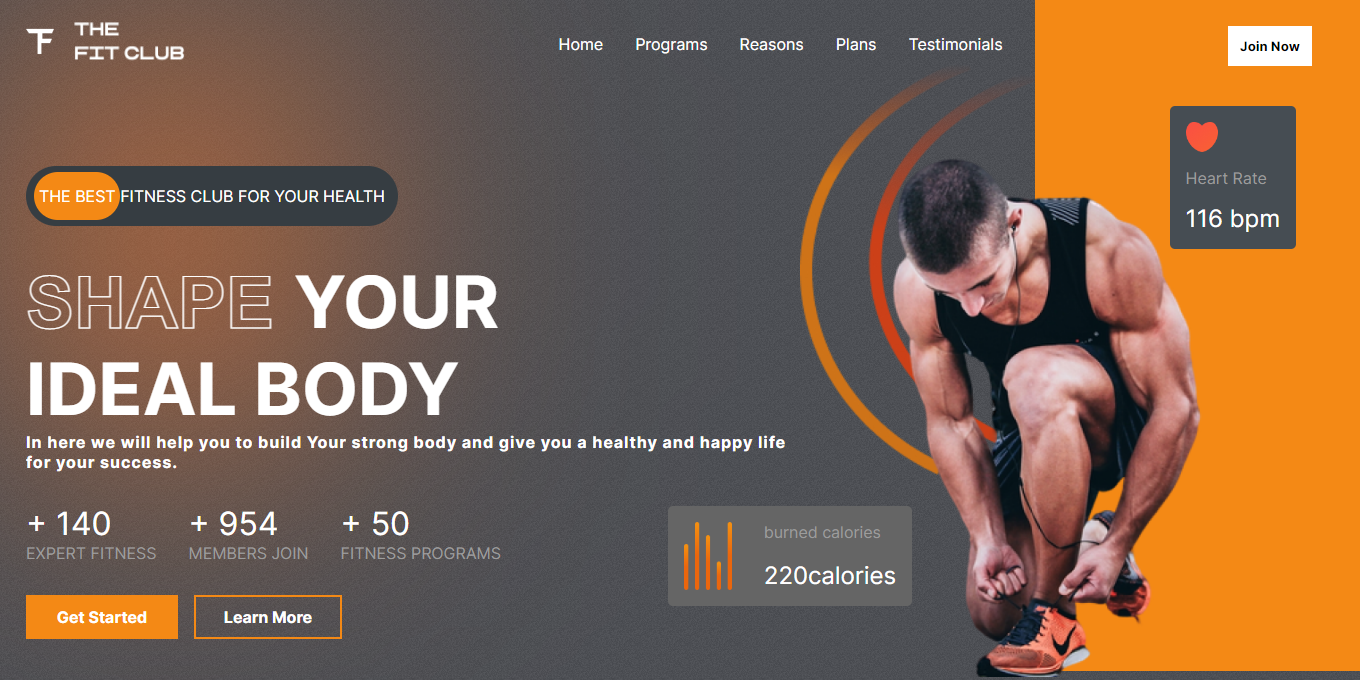 THE
FIT CLUB
Home Programs Reasons Plans Testimonials
Join Now
Heart Rate
116 bpm
THE BEST FITNESS CLUB FOR YOUR HEALTH
SHAPE YOUR
IDEAL BODY
In here we will help you to build Your strong body and give you a healthy and happy life
for your success.
+ 140
EXPERT FITNESS
+ 954
MEMBERS JOIN
+ 50
FITNESS PROGRAMS
burned calories
220calories
Get Started
Learn More